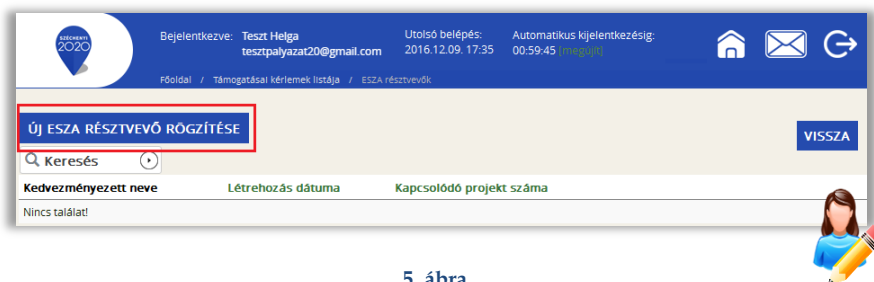 SZÉCHENYI
2020
Bejelentkezve: Teszt Helga
tesztpalyazat20@gmail.com
Utolsó belépés:
2016.12.09. 17:35
Automatikus kijelentkezésig:
00:59:45 [megújít]
Főoldal / Támogatásai kérlemek listája / ESZA résztvevők
ÚJ ESZA RÉSZTVEVŐ RÖGZÍTÉSE
VISSZA
Keresés
Kedvezményezett neve Létrehozás dátuma Kapcsolódó projekt száma
Nincs találat!
5. ábra